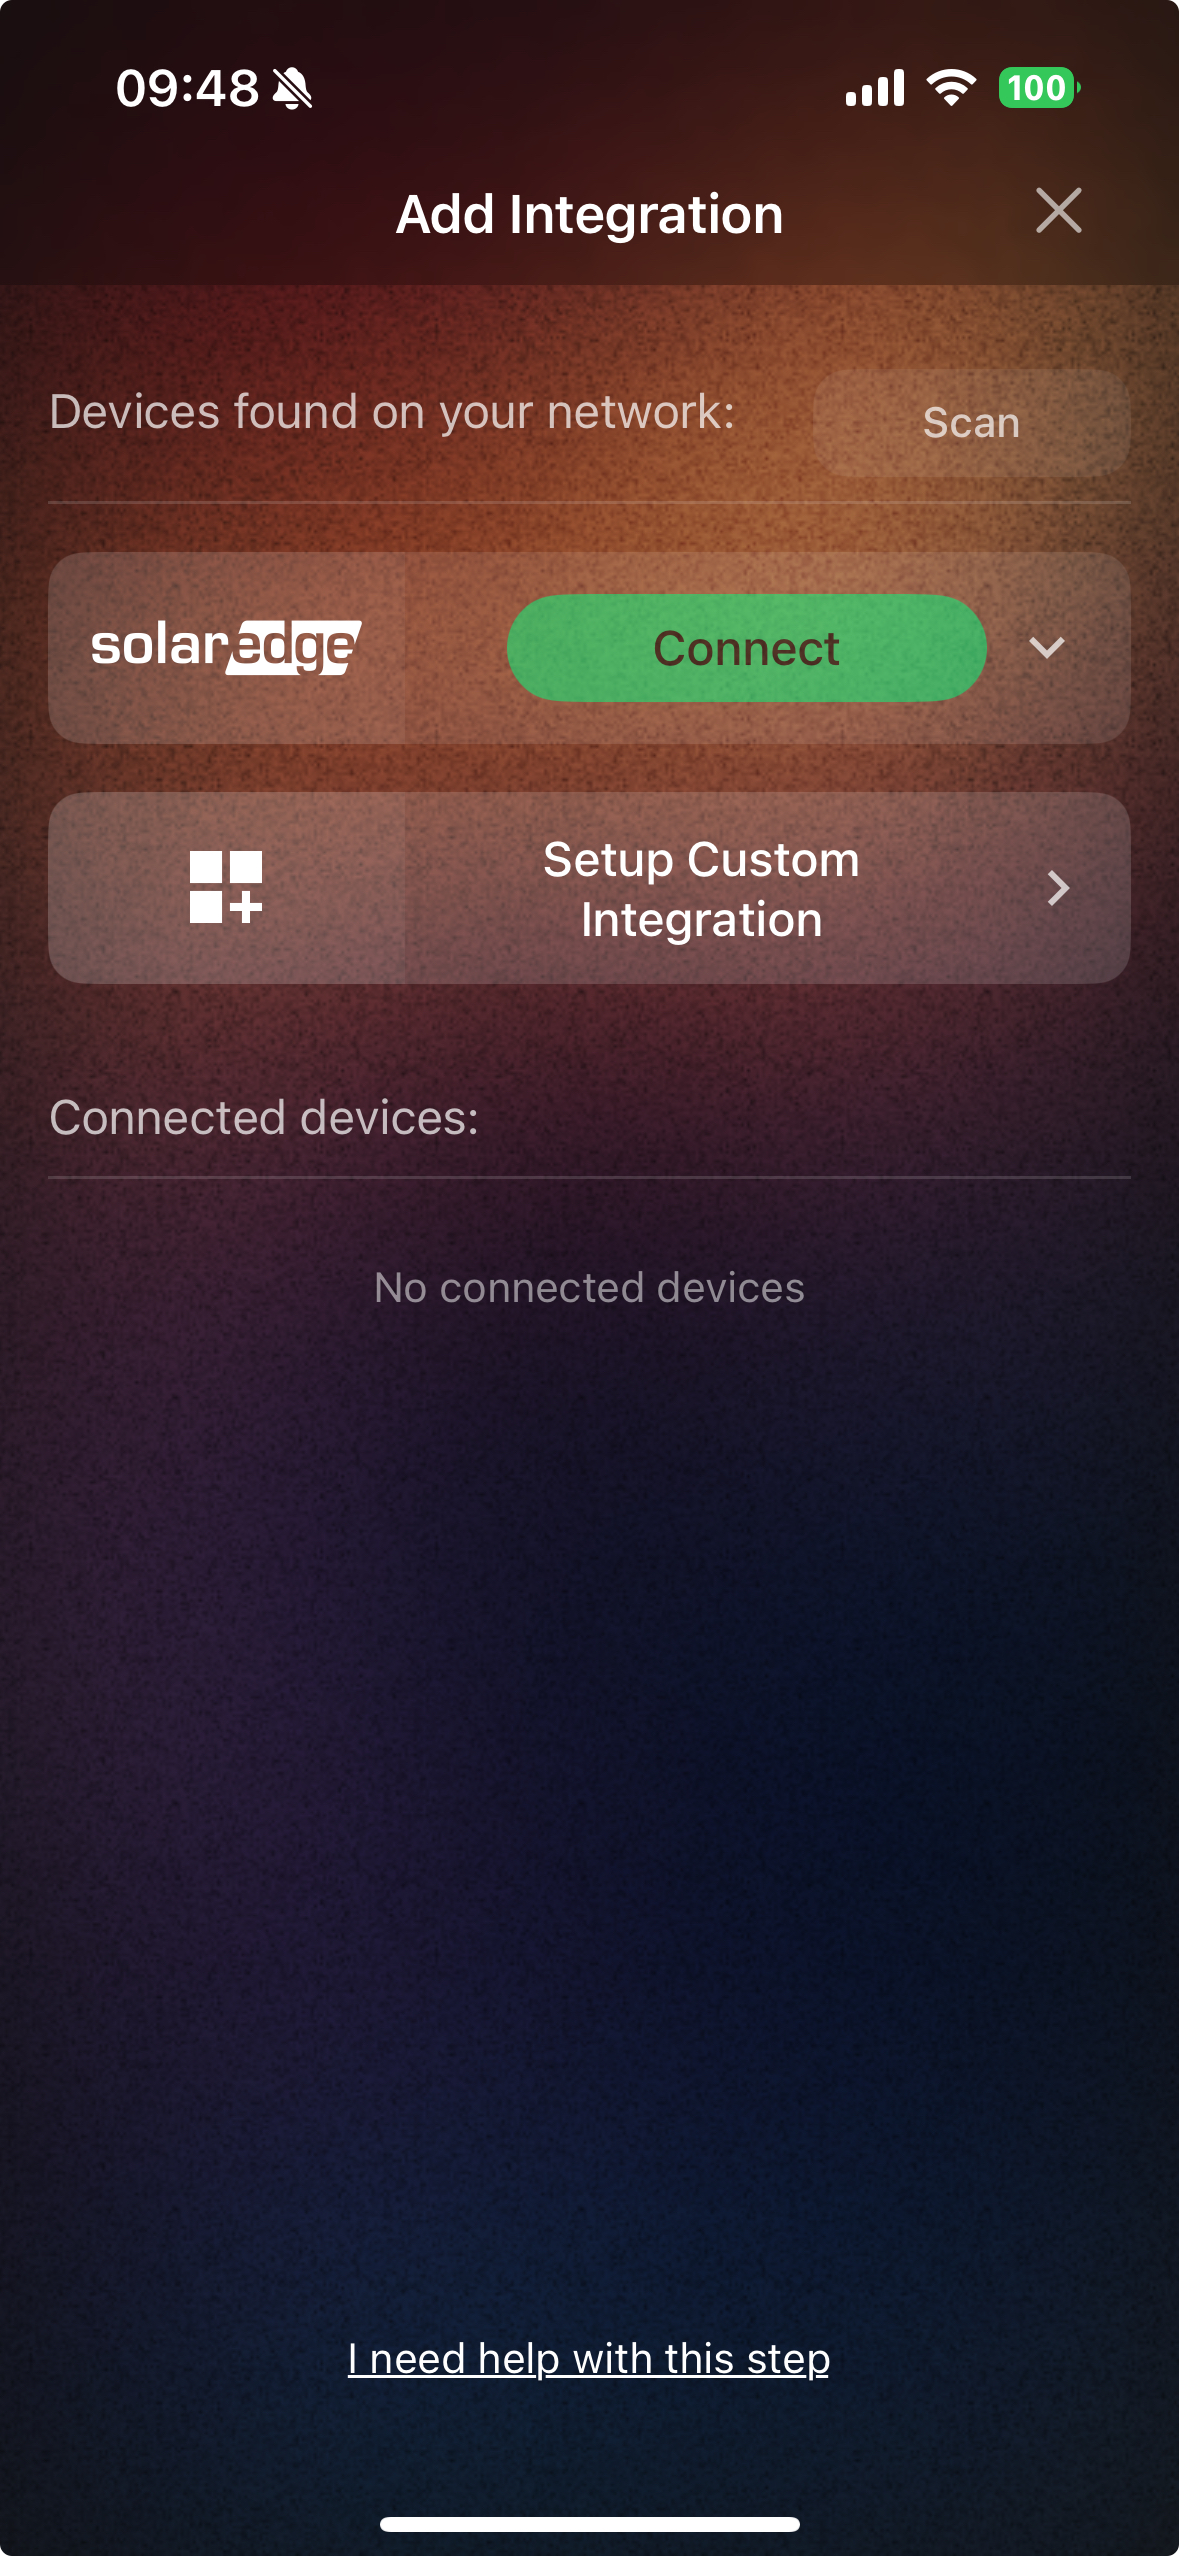 09:48
100
Add Integration
Devices found on your network:
Scan
solaredge
Connect
Setup Custom
Integration
Connected devices:
No connected devices
I need help with this step